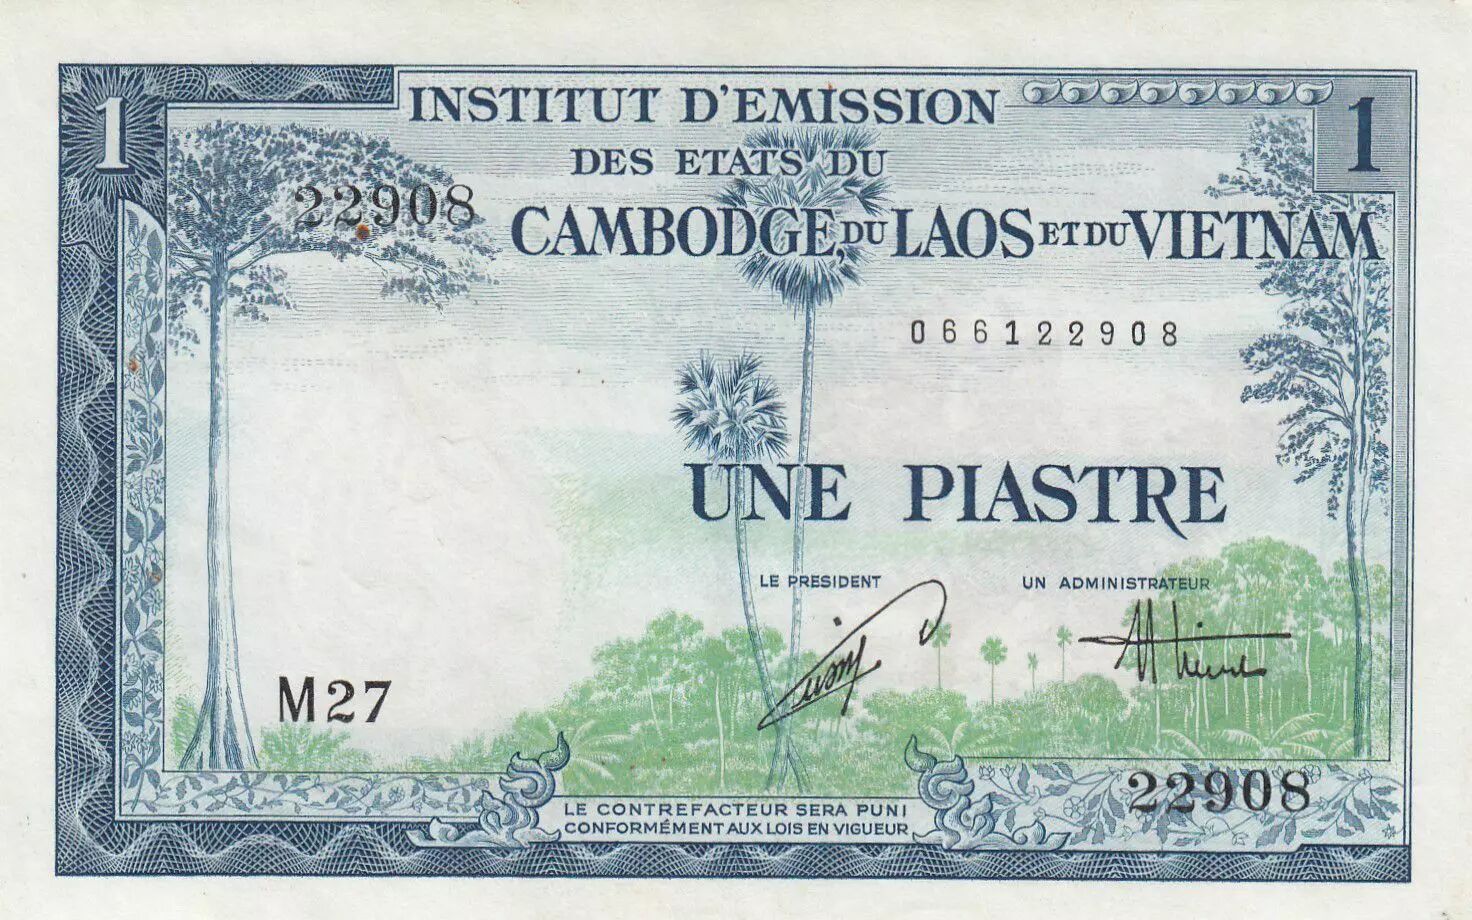 1
INSTITUT D'EMISSION
1
DES ETATS DU
22908
CAMBODGE, DU LAOS ET DU VIETNAM
066122908
UNE PIASTRE
LE PRESIDENT
UN ADMINISTRATEUR
M27
22908
LE CONTREFACTEUR SERA PUNI
CONFORMÉMENT AUX LOIS EN VIGUEUR